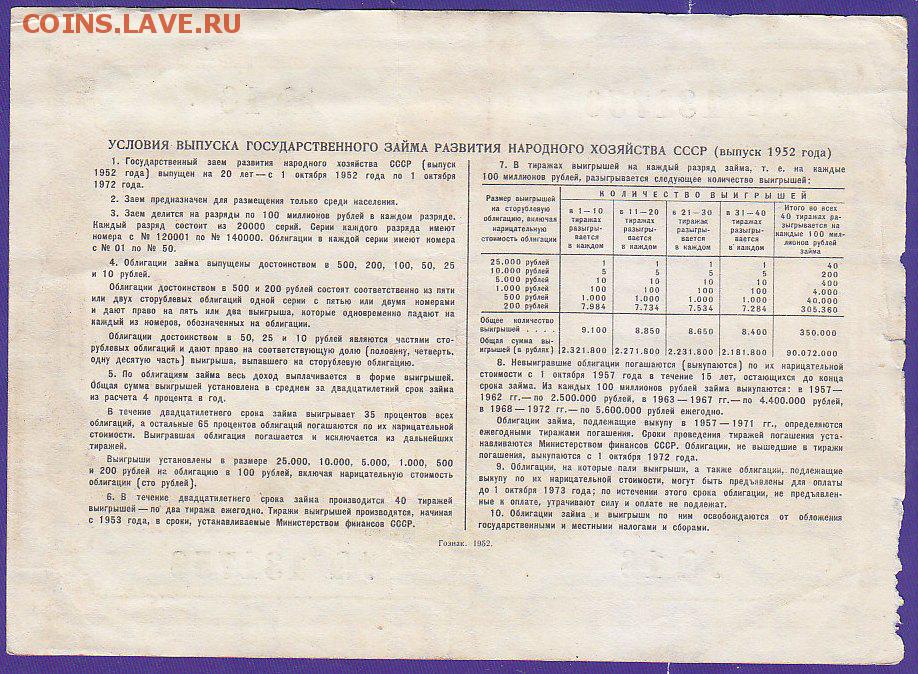 COINS.LAVE.RU
УСЛОВИЯ ВЫПУСКА ГОСУДАРСТВЕННОГО ЗАЙМА РАЗВИТИЯ НАРОДНОГО ХОЗЯЙСТВА СССР (выпуск 1952 года)
1. Государственный заем развития народного хозяйства СССР (выпуск
1952 года) выпущен на 20 лет — с 1 октября 1952 года по 1 октября
1972 года.
2. Заем предназначен для размещения только среди населения.
3. Заем делится на разряды по 100 миллионов рублей в каждом разряде.
Каждый разряд состоит из 20000 серий. Серии каждого разряда имеют
номера с № 120001 по № 140000. Облигации в каждой серии имеют номера
с № 01 по № 50.
4. Облигации займа выпущены достоинством в 500, 200, 100, 50, 25
и 10 рублей.
Облигации достоинством в 500 и 200 рублей состоят соответственно из пяти
или двух сторублевых облигаций одной серии с пятью или двумя номерами
и дают право на пять или два выигрыша, которые одновременно падают на
каждый из номеров, обозначенных на облигации.
Облигации достоинством в 50, 25 и 10 рублей являются частями сто-
рублевых облигаций и дают право на соответствующую долю (половину, четверть,
одну десятую часть) выигрыша, выпавшего на сторублевую облигацию.
5. По облигациям займа весь доход выплачивается в форме выигрышей.
Общая сумма выигрышей установлена в среднем за двадцатилетний срок займа
из расчета 4 процента в год.
В течение двадцатилетнего срока займа выигрывает 35 процентов всех
облигаций, а остальные 65 процентов облигаций погашаются по их нарицательной
стоимости. Выигравшая облигация погашается и исключается из дальнейших
тиражей.
Выигрыши установлены в размере 25.000, 10.000, 5.000, 1.000, 500
и 200 рублей на облигацию в 100 рублей, включая нарицательную стоимость
облигации (сто рублей).
6. В течение двадцатилетнего срока займа производится 40 тиражей
выигрышей — по два тиража ежегодно. Тиражи выигрышей производятся, начиная
с 1953 года, в сроки, устанавливаемые Министерством финансов СССР.
7. В тиражах выигрышей на каждый разряд займа, т. е. на каждые
100 миллионов рублей, разыгрывается следующее количество выигрышей:
Размер выигрышей на сторублевую облигацию, включая нарицательную стоимость облигации
КОЛИЧЕСТВО ВЫИГРЫШЕЙ
в 1—10 тиражах разыгры-вается в каждом
в 11—20 тиражах разыгры-вается в каждом
в 21—30 тиражах разыгры-вается в каждом
в 31—40 тиражах разыгры-вается в каждом
Итого во всех 40 тиражах ра-зыгрывается на каждые 100 мил-лионов рублей займа
25.000 рублей 1 1 1 1 40
10.000 рублей 5 5 5 5 200
5.000 рублей 10 10 10 10 400
1.000 рублей 100 100 100 100 4.000
500 рублей 1.000 1.000 1.000 1.000 40.000
200 рублей 7.984 7.734 7.534 7.284 305.360
Общее количество
выигрышей . . . . 9.100 8.850 8.650 8.400 350.000
Общая сумма вы-
игрышей (в рублях) 2.321.800 2.271.800 2.231.800 2.181.800 90.072.000
8. Невыигравшие облигации погашаются (выкупаются) по их нарицательной
стоимости с 1 октября 1957 года в течение 15 лет, остающихся до конца
срока займа. Из каждых 100 миллионов рублей займа выкупаются: в 1957—
1962 гг.— по 2.500.000 рублей, в 1963—1967 гг.— по 4.400.000 рублей,
в 1968—1972 гг.— по 5.600.000 рублей ежегодно.
Облигации займа, подлежащие выкупу в 1957—1971 гг., определяются
ежегодными тиражами погашения. Сроки проведения тиражей погашения уста-
навливаются Министерством финансов СССР. Облигации, не вышедшие в тиражи
погашения, выкупаются с 1 октября 1972 года.
9. Облигации, на которые пали выигрыши, а также облигации, подлежащие
выкупу по их нарицательной стоимости, могут быть предъявлены для оплаты
до 1 октября 1973 года; по истечении этого срока облигации, не предъявлен-
ные к оплате, утрачивают силу и оплате не подлежат.
10. Облигации займа и выигрыши по ним освобождаются от обложения
государственными и местными налогами и сборами.
Гознак. 1952.